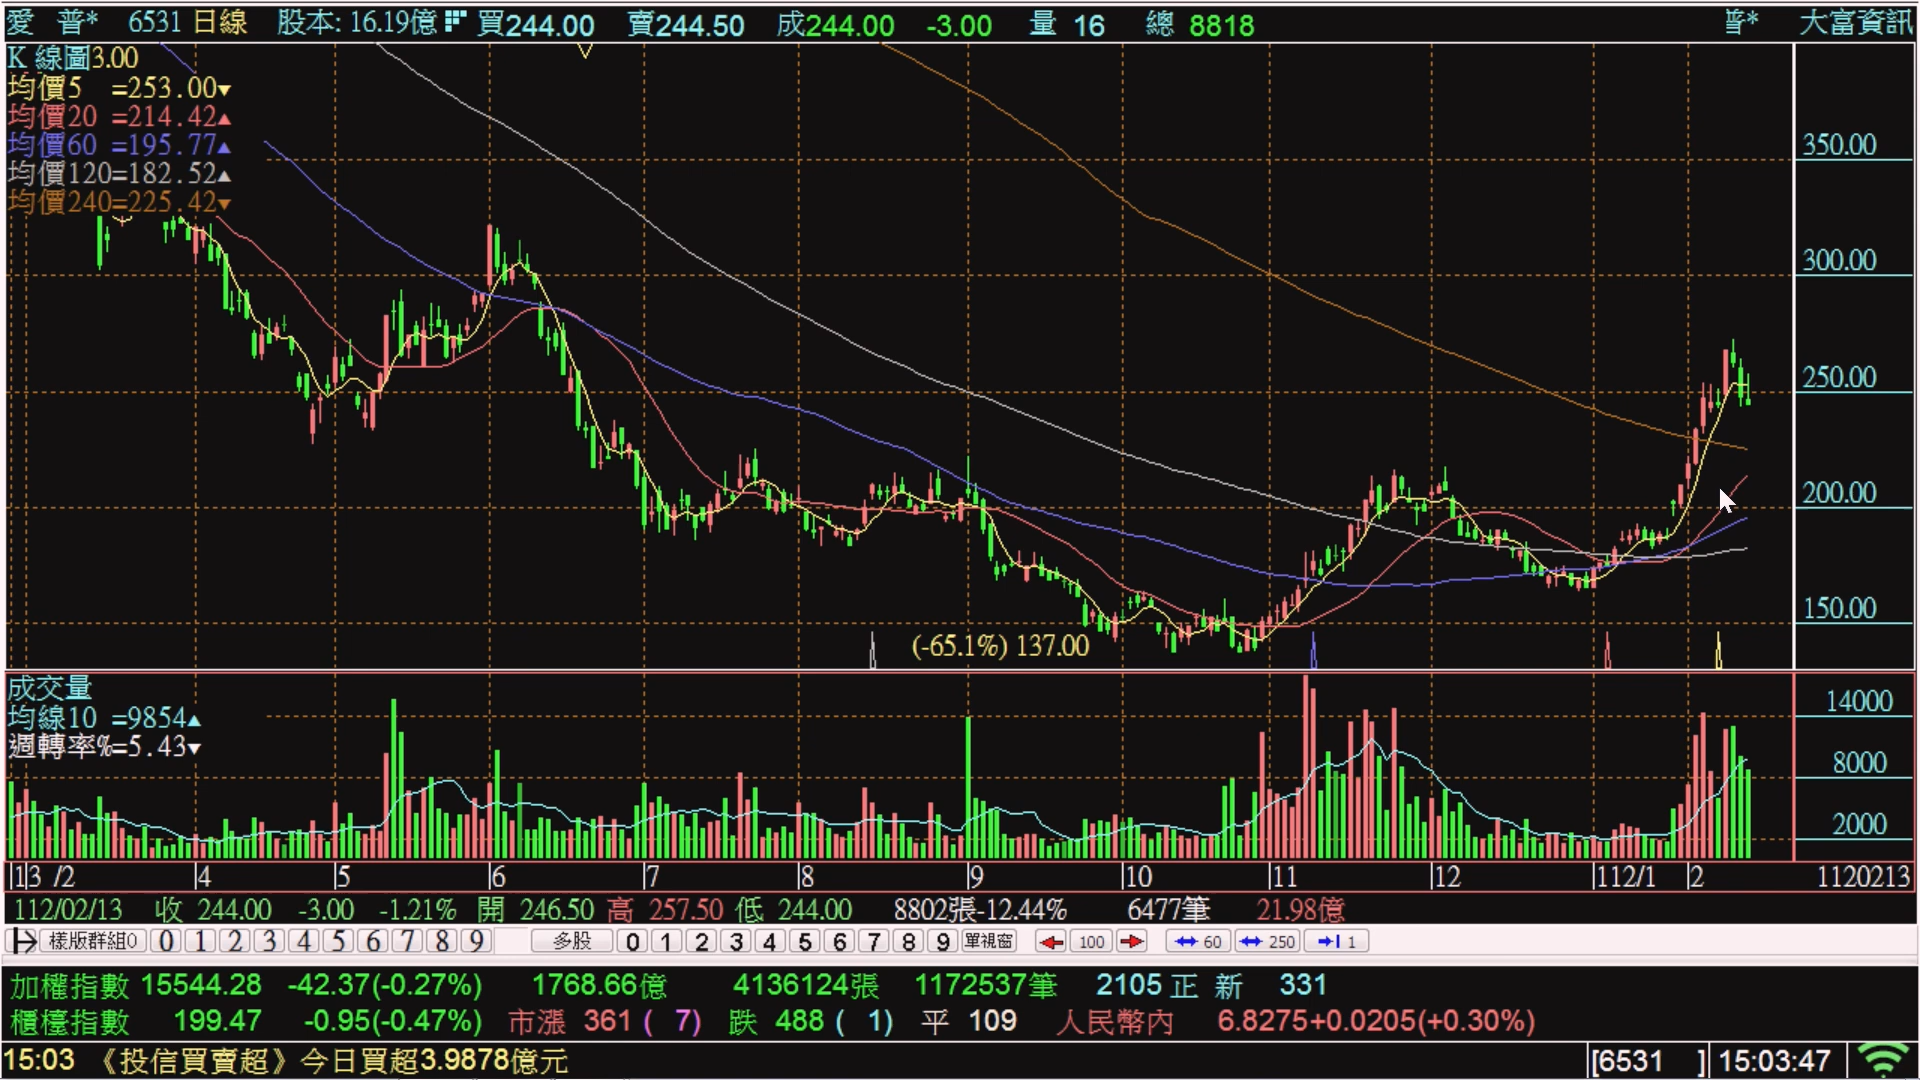 愛 普* 6531 日線 股本: 16.19億 買244.00 賣244.50 成244.00 -3.00 量 16 總 8818 普* 大富資訊
K 線圖3.00
均價5 =253.00▾
均價20 =214.42▴
均價60 =195.77▴
均價120=182.52▴
均價240=225.42▾
350.00
300.00
250.00
200.00
150.00
(-65.1%) 137.00
成交量
均線10 =9854▴
週轉率%=5.43▾
14000
8000
2000
13 /2 4 5 6 7 8 9 10 11 12 112/1 2 1120213
112/02/13 收 244.00 -3.00 -1.21% 開 246.50 高 257.50 低 244.00 8802張-12.44% 6477筆 21.98億
樣版群組0 0 1 2 3 4 5 6 7 8 9 多股 0 1 2 3 4 5 6 7 8 9 單視窗 100 60 250 1
加權指數 15544.28 -42.37(-0.27%) 1768.66億 4136124張 1172537筆 2105 正 新 331
櫃檯指數 199.47 -0.95(-0.47%) 市漲 361 ( 7) 跌 488 ( 1) 平 109 人民幣內 6.8275+0.0205(+0.30%)
15:03 《投信買賣超》今日買超3.9878億元 [6531 ] 15:03:47